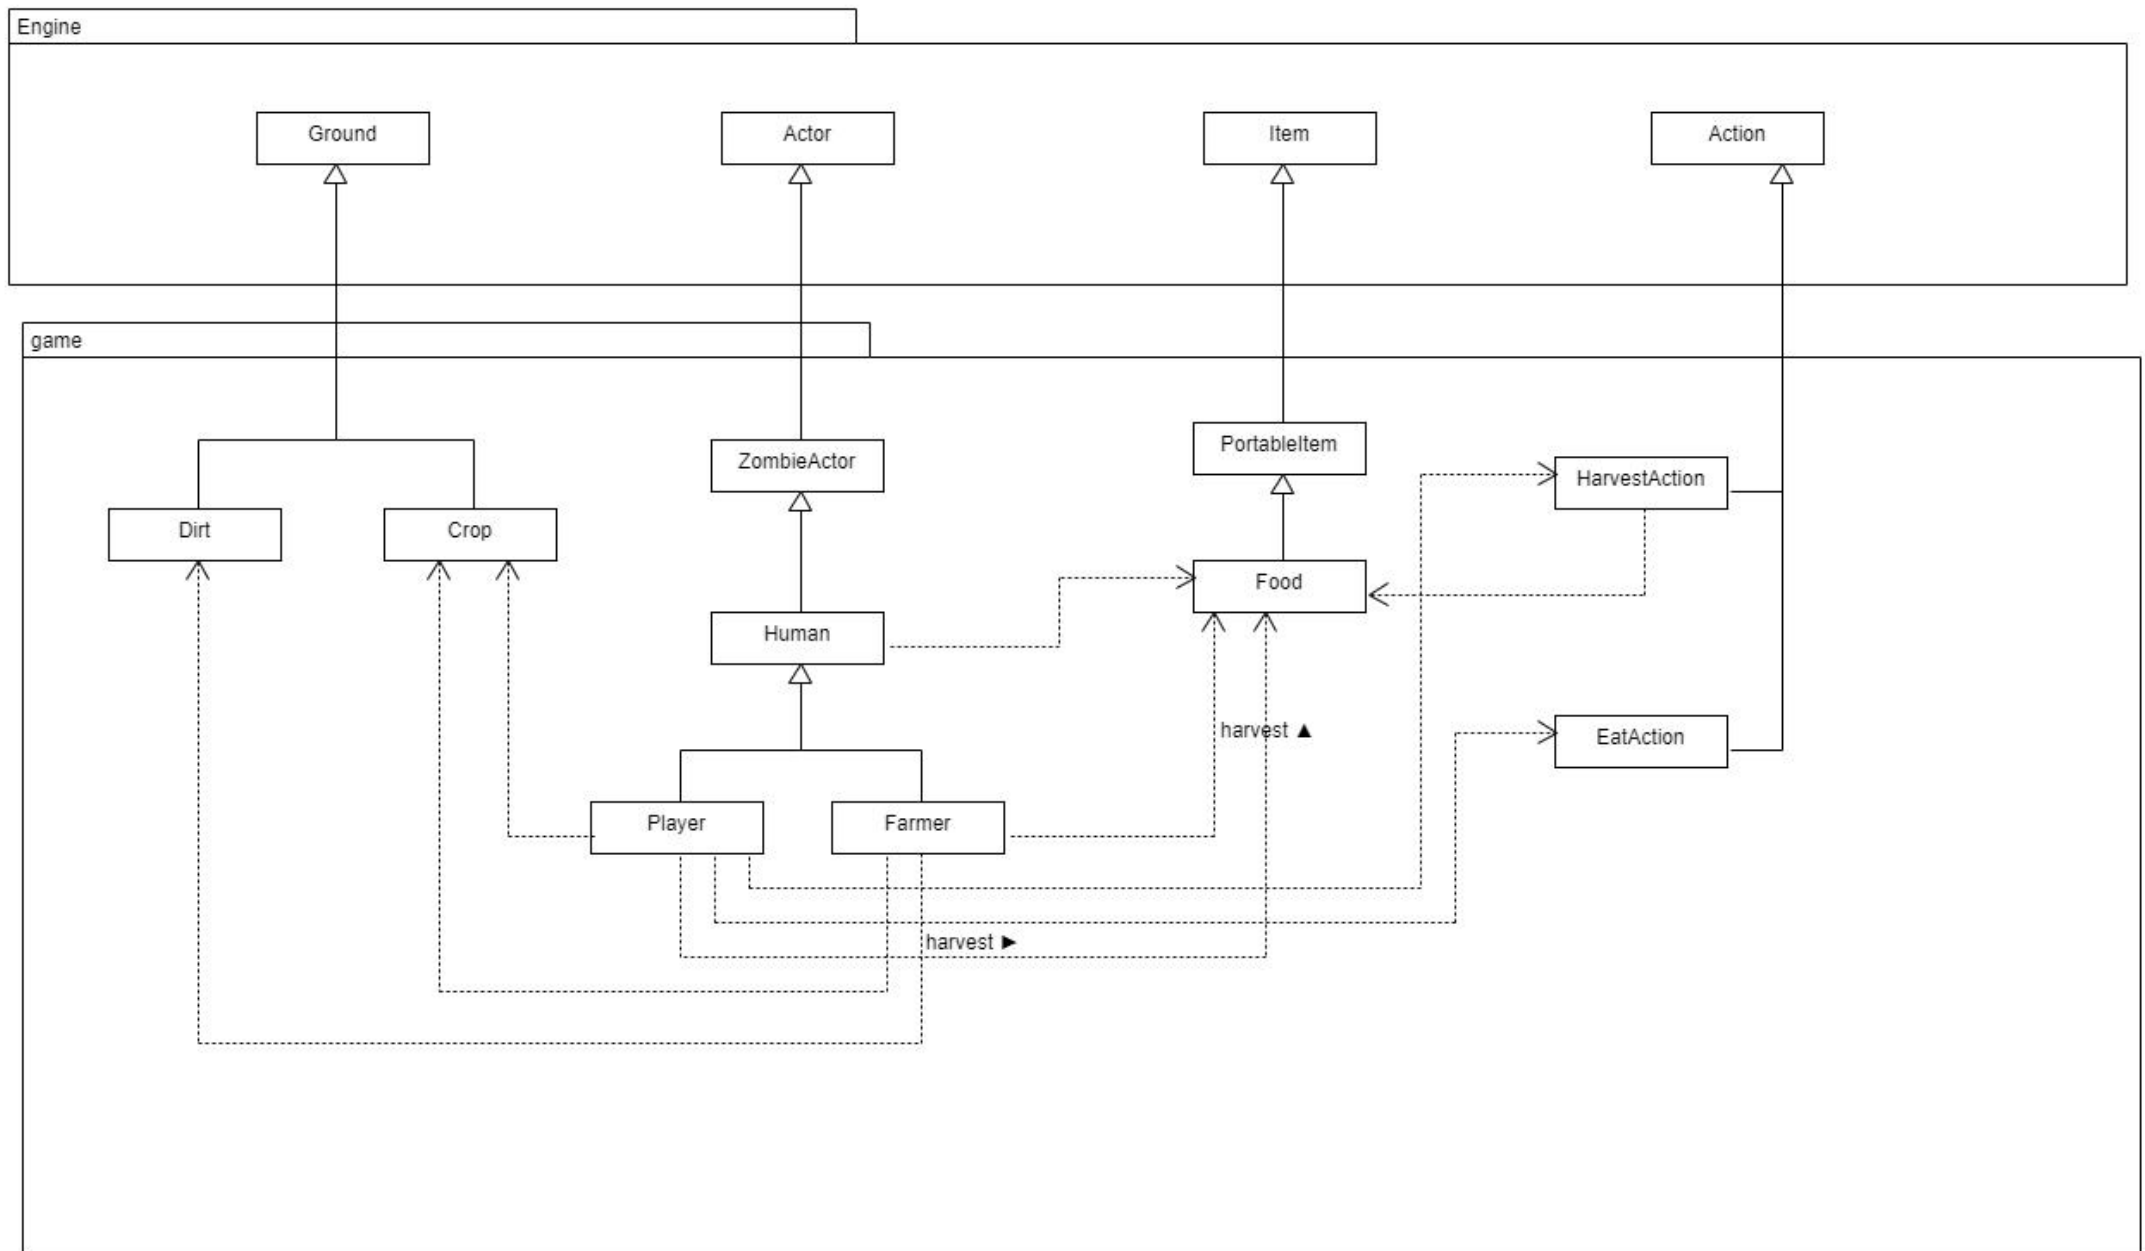 Engine
Ground
Actor
Item
Action
game
PortableItem
ZombieActor
HarvestAction
Dirt
Crop
Food
Human
harvest ▲
EatAction
Player
Farmer
harvest ►